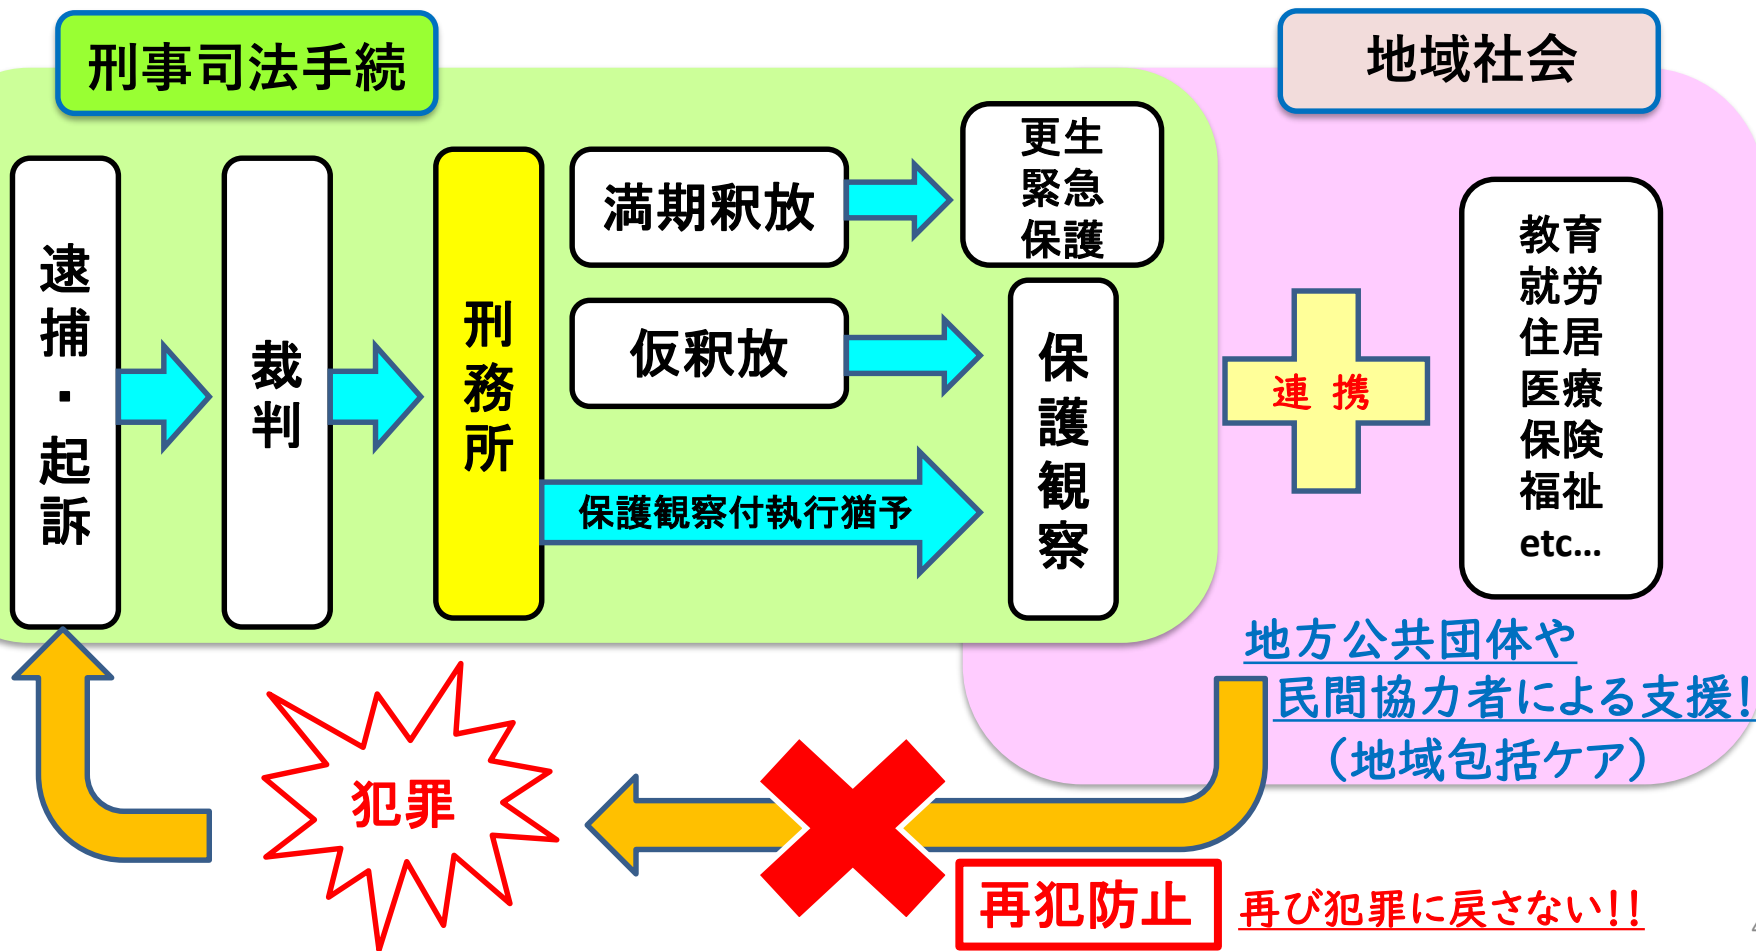 刑事司法手続
地域社会
逮捕・起訴
裁判
刑務所
満期釈放
仮釈放
保護観察付執行猶予
更生
緊急
保護
保護観察
連携
教育
就労
住居
医療
保険
福祉
etc…
地方公共団体や
民間協力者による支援!
（地域包括ケア）
犯罪
再犯防止
再び犯罪に戻さない!!